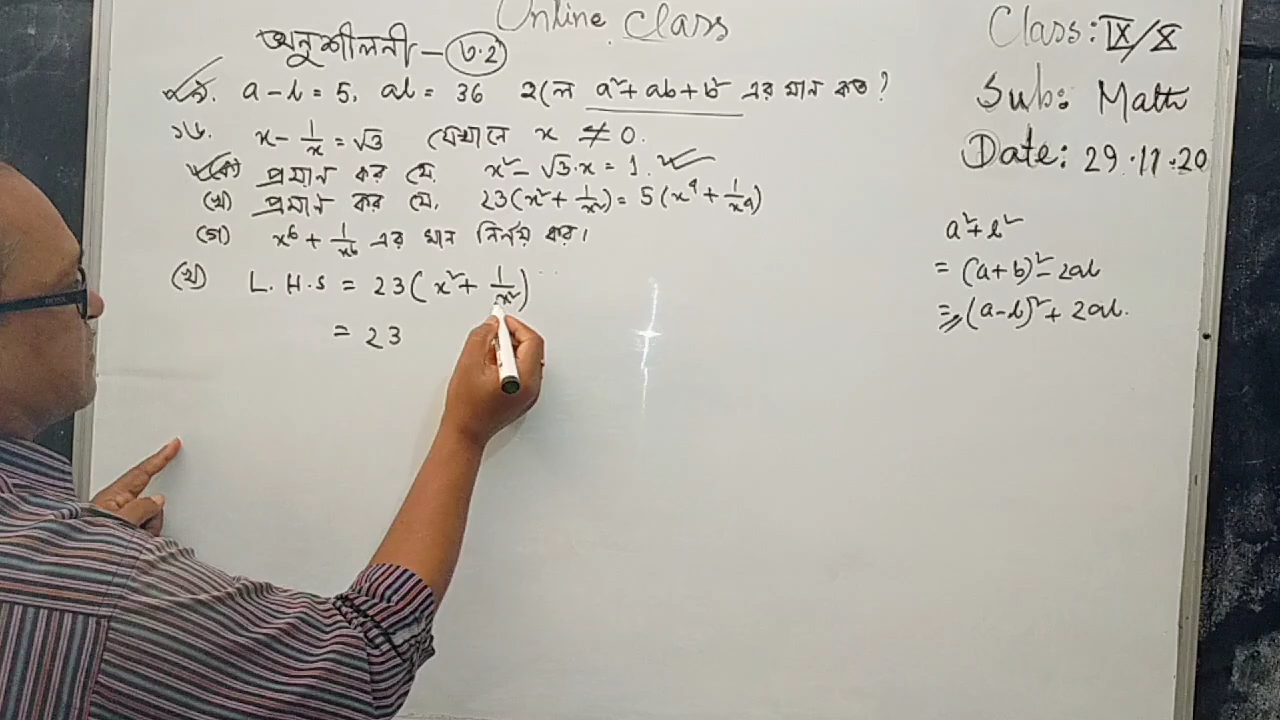 Online Class
অনুশীলনী - ৩.2
a - b = 5, ab = 36 হলে a² + ab + b² এর মান কত?
১৬. x - 1/x = √3 যেখানে x ≠ 0.
(ক) প্রমাণ কর যে, x² - √3.x = 1.
(খ) প্রমাণ কর যে, 23(x² + 1/x²) = 5(x⁴ + 1/x⁴)
(গ) x⁶ + 1/x⁶ এর মান নির্ণয় কর।
(খ) L.H.S = 23(x² + 1/x²)
= 23
Class: IX/X
Sub: Math
Date: 29.11.20
a² + b²
= (a+b)² - 2ab
= (a-b)² + 2ab.